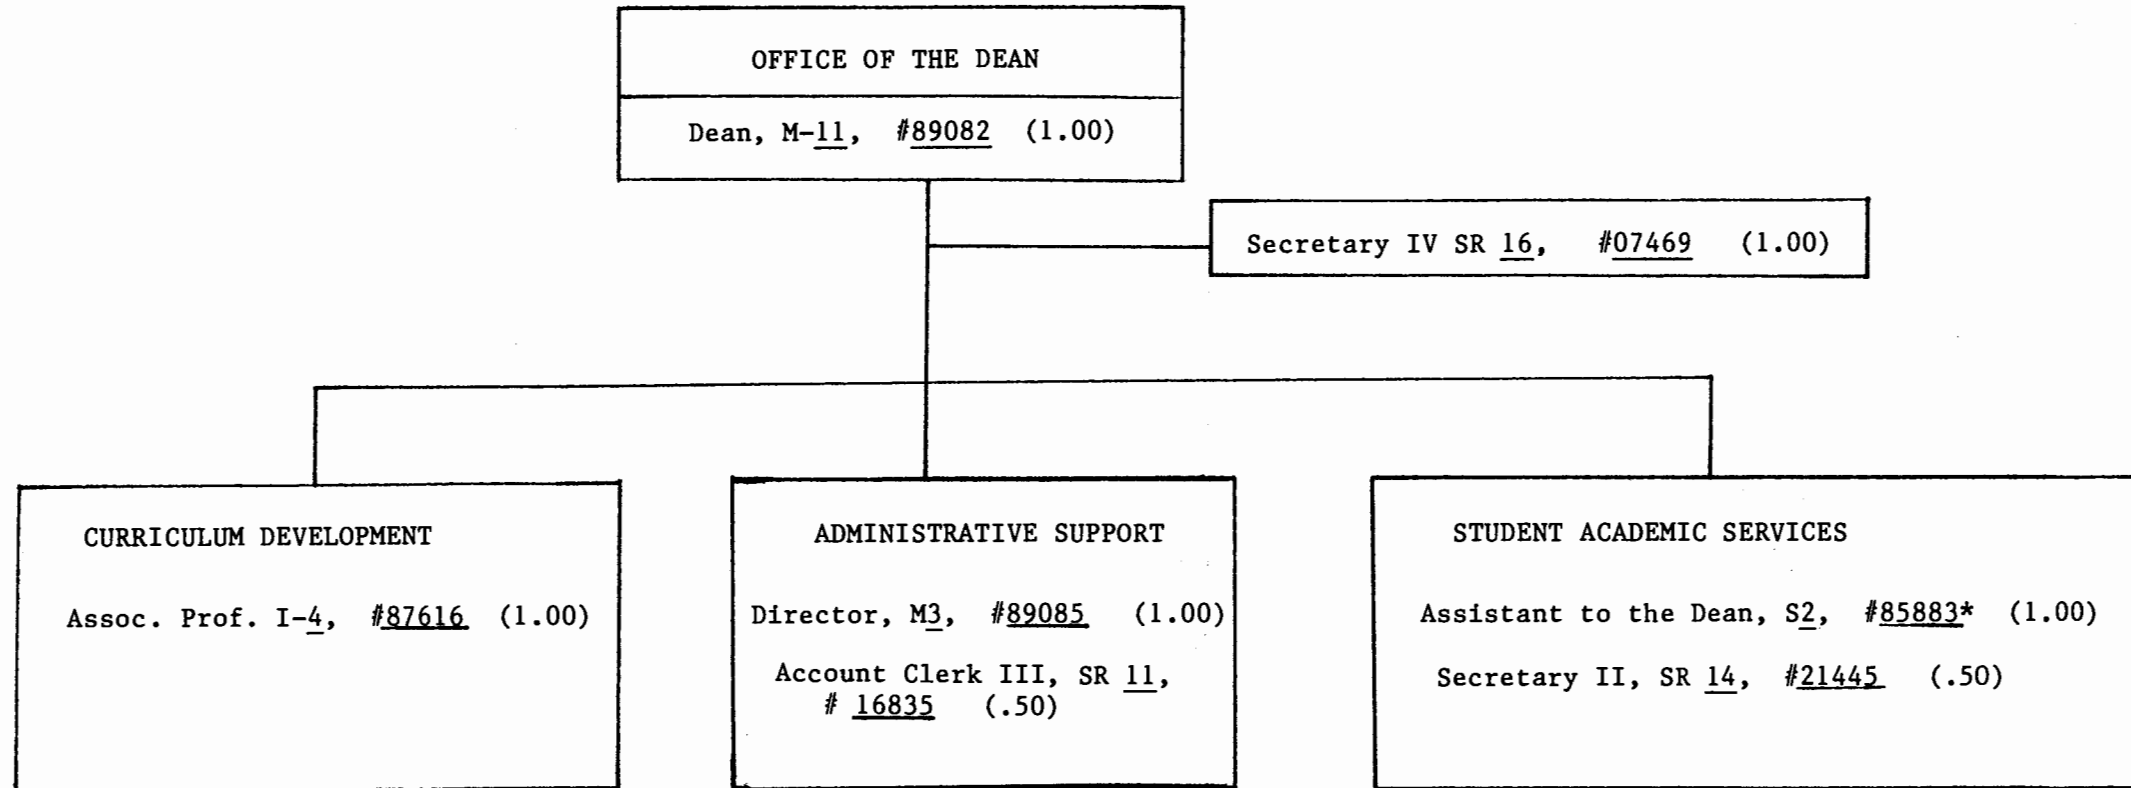 OFFICE OF THE DEAN
Dean, M-11, #89082 (1.00)
Secretary IV SR 16, #07469 (1.00)
CURRICULUM DEVELOPMENT
Assoc. Prof. I-4, #87616 (1.00)
ADMINISTRATIVE SUPPORT
Director, M3, #89085 (1.00)
Account Clerk III, SR 11,
# 16835 (.50)
STUDENT ACADEMIC SERVICES
Assistant to the Dean, S2, #85883* (1.00)
Secretary II, SR 14, #21445 (.50)